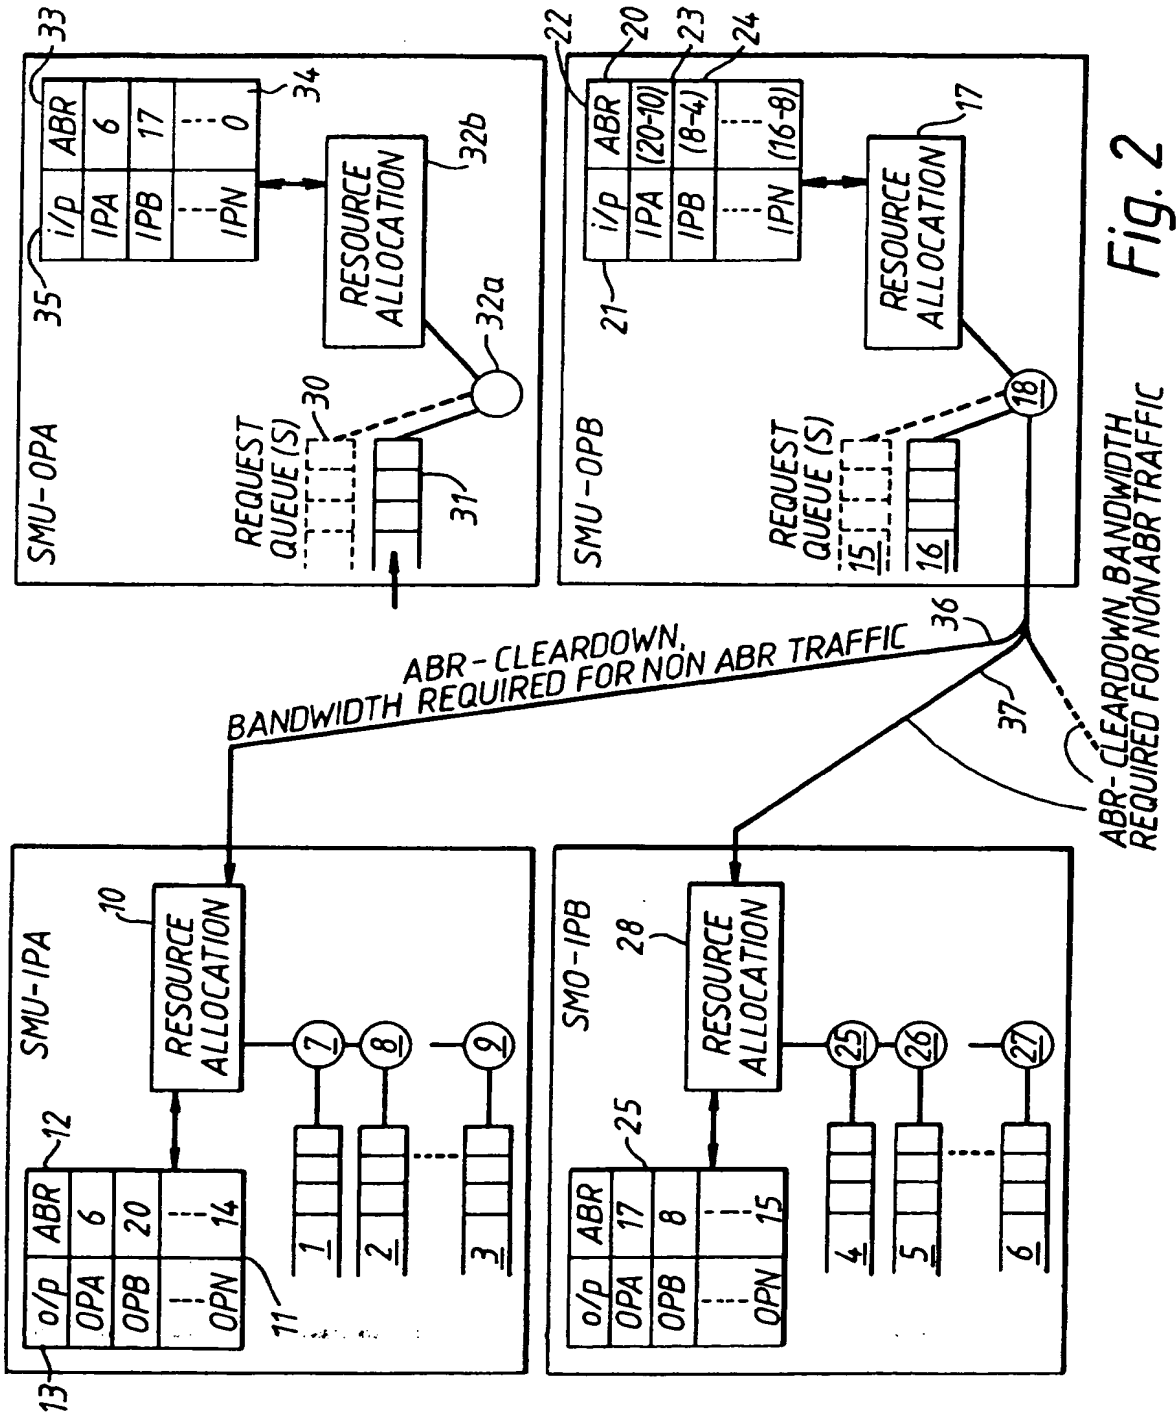 SMU-IPA
13
o/p ABR
12
OPA 6
OPB 20
OPN 14
11
10
RESOURCE
ALLOCATION
1
2
3
7
8
9
ABR-CLEARDOWN,
BANDWIDTH REQUIRED FOR NON ABR TRAFFIC
SMU-OPA
35
i/p ABR
33
IPA 6
IPB 17
IPN 0
34
REQUEST
QUEUE(S)
30
31
RESOURCE
ALLOCATION
32b
32a
SMO-IPB
o/p ABR
OPA 17
25
OPB 8
OPN 15
28
RESOURCE
ALLOCATION
4
5
6
25
26
27
36
37
ABR-CLEARDOWN, BANDWIDTH
REQUIRED FOR NON ABR TRAFFIC
SMU-OPB
21
22
i/p ABR
20
IPA (20-10)
23
IPB (8-4)
24
IPN (16-8)
REQUEST
QUEUE(S)
15
16
RESOURCE
ALLOCATION
17
18
Fig. 2